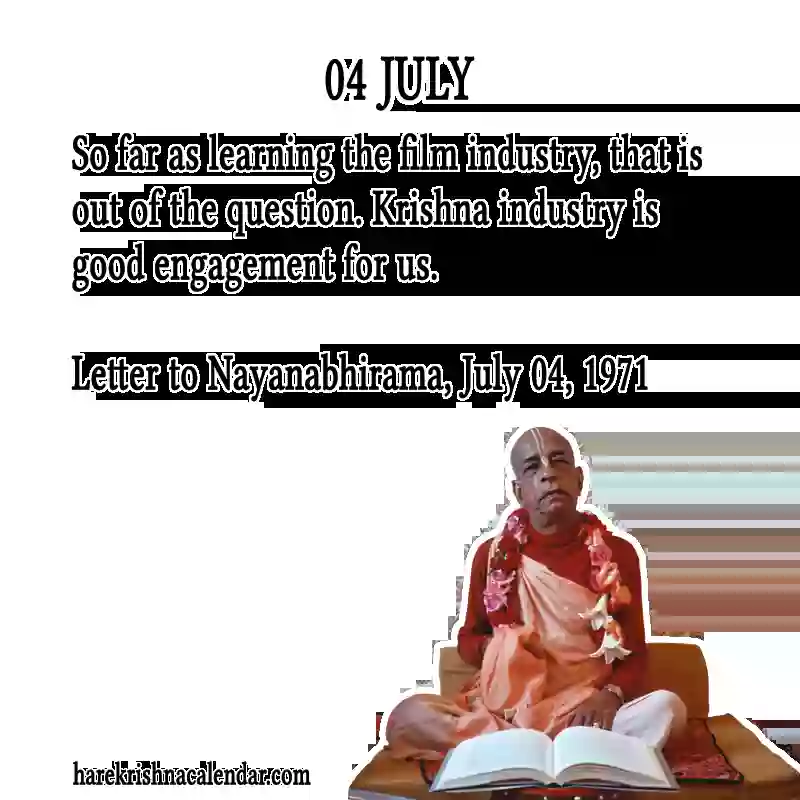 04 JULY
So far as learning the film industry, that is
out of the question. Krishna industry is
good engagement for us.
Letter to Nayanabhirama, July 04, 1971
harekrishnacalendar.com